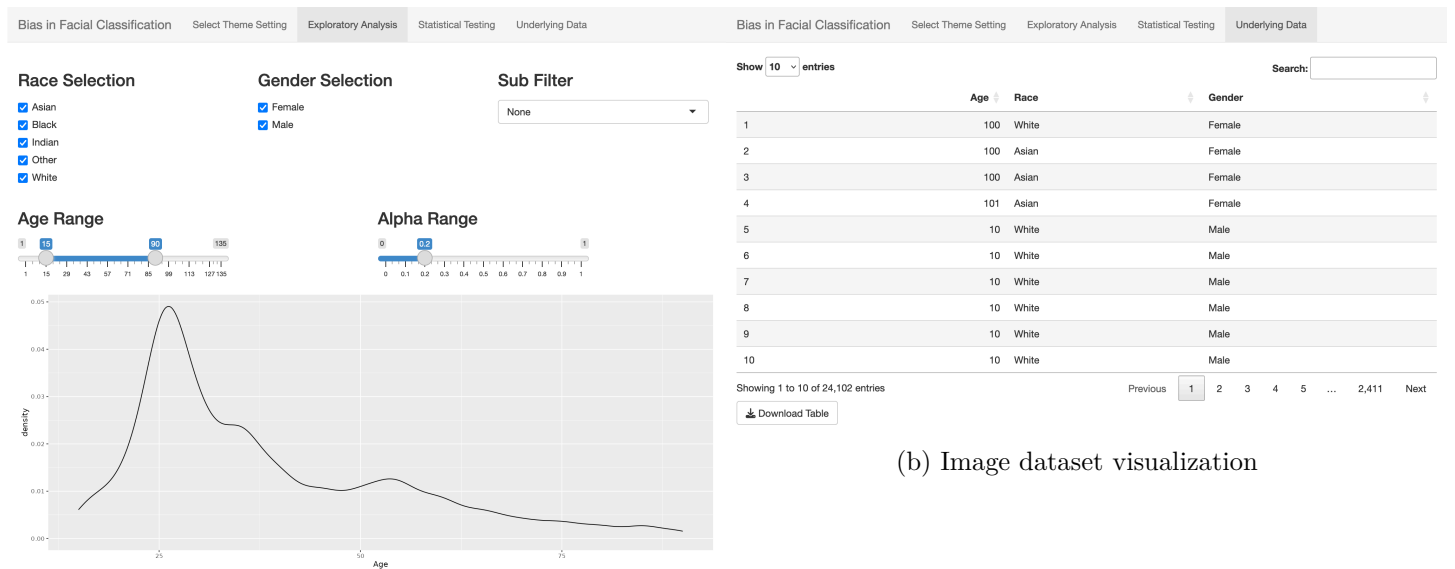 Bias in Facial Classification Select Theme Setting Exploratory Analysis Statistical Testing Underlying Data
Race Selection Gender Selection Sub Filter
Asian Female None
Black Male
Indian
Other
White
Age Range Alpha Range
1 15 90 135 0 0.2 1
1 15 29 43 57 71 85 99 113 127 135 0 0.1 0.2 0.3 0.4 0.5 0.6 0.7 0.8 0.9 1
0.05
0.04
0.03
density
0.02
0.01
0.00
25 50 75
Age
Bias in Facial Classification Select Theme Setting Exploratory Analysis Statistical Testing Underlying Data
Show 10 entries Search:
Age Race Gender
1 100 White Female
2 100 Asian Female
3 100 Asian Female
4 101 Asian Female
5 10 White Male
6 10 White Male
7 10 White Male
8 10 White Male
9 10 White Male
10 10 White Male
Showing 1 to 10 of 24,102 entries Previous 1 2 3 4 5 ... 2,411 Next
Download Table
(b) Image dataset visualization